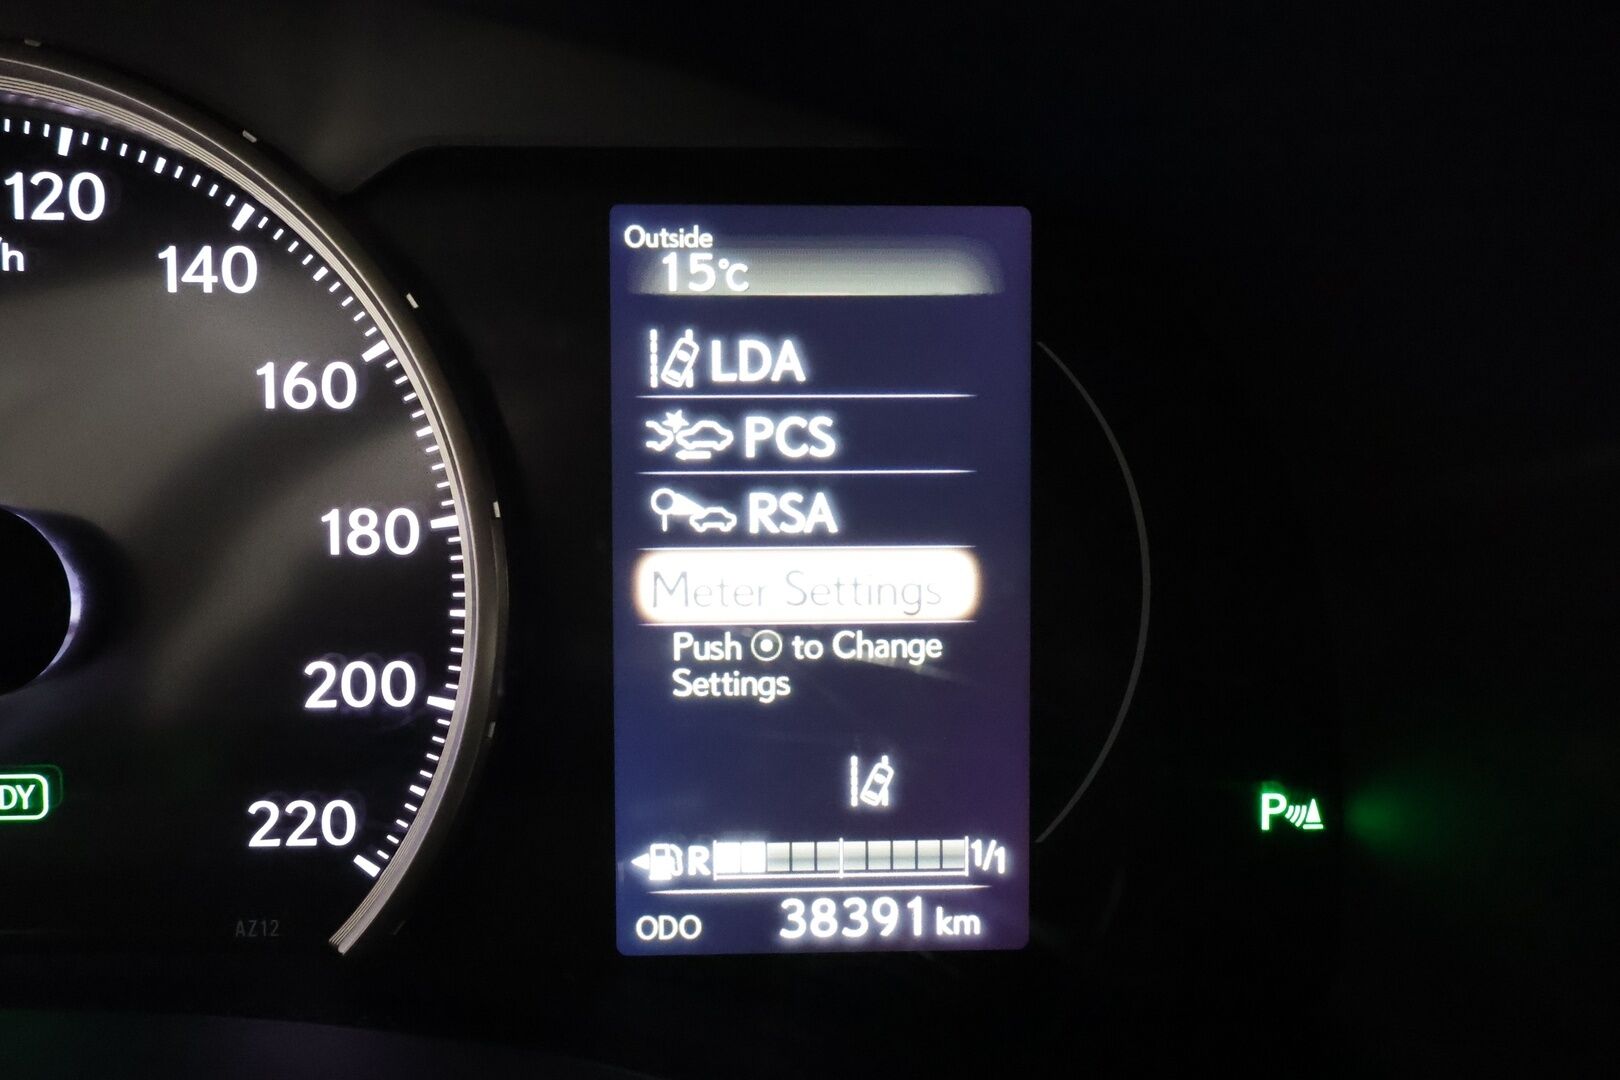 120
/h
140
160
180
200
220
DY
AZ12
Outside
15°C
LDA
PCS
RSA
Meter Settings
Push to Change
Settings
R 1/1
ODO 38391 km
P